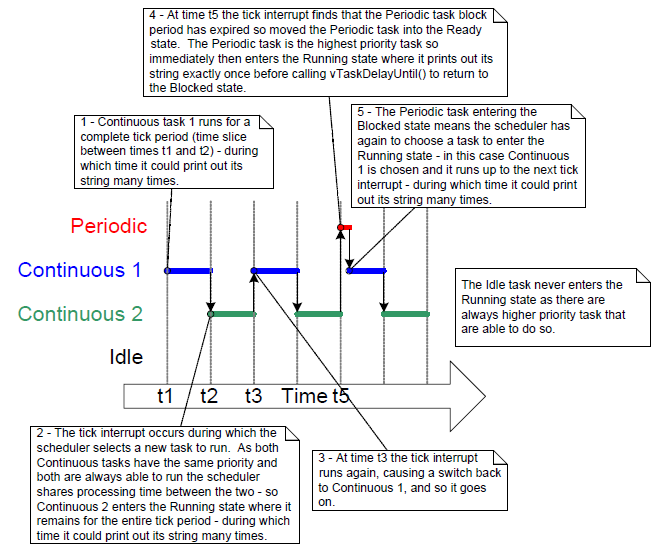 4 - At time t5 the tick interrupt finds that the Periodic task block
period has expired so moved the Periodic task into the Ready
state.  The Periodic task is the highest priority task so
immediately then enters the Running state where it prints out its
string exactly once before calling vTaskDelayUntil() to return to
the Blocked state.
1 - Continuous task 1 runs for a
complete tick period (time slice
between times t1 and t2) - during
which time it could print out its
string many times.
5 - The Periodic task entering the
Blocked state means the scheduler has
again to choose a task to enter the
Running state - in this case Continuous
1 is chosen and it runs up to the next tick
interrupt - during which time it could print
out its string many times.
Periodic
Continuous 1
Continuous 2
Idle
The Idle task never enters the
Running state as there are
always higher priority task that
are able to do so.
t1 t2 t3 Time t5
2 - The tick interrupt occurs during which the
scheduler selects a new task to run.  As both
Continuous tasks have the same priority and
both are always able to run the scheduler
shares processing time between the two - so
Continuous 2 enters the Running state where it
remains for the entire tick period - during which
time it could print out its string many times.
3 - At time t3 the tick interrupt
runs again, causing a switch back
to Continuous 1, and so it goes
on.